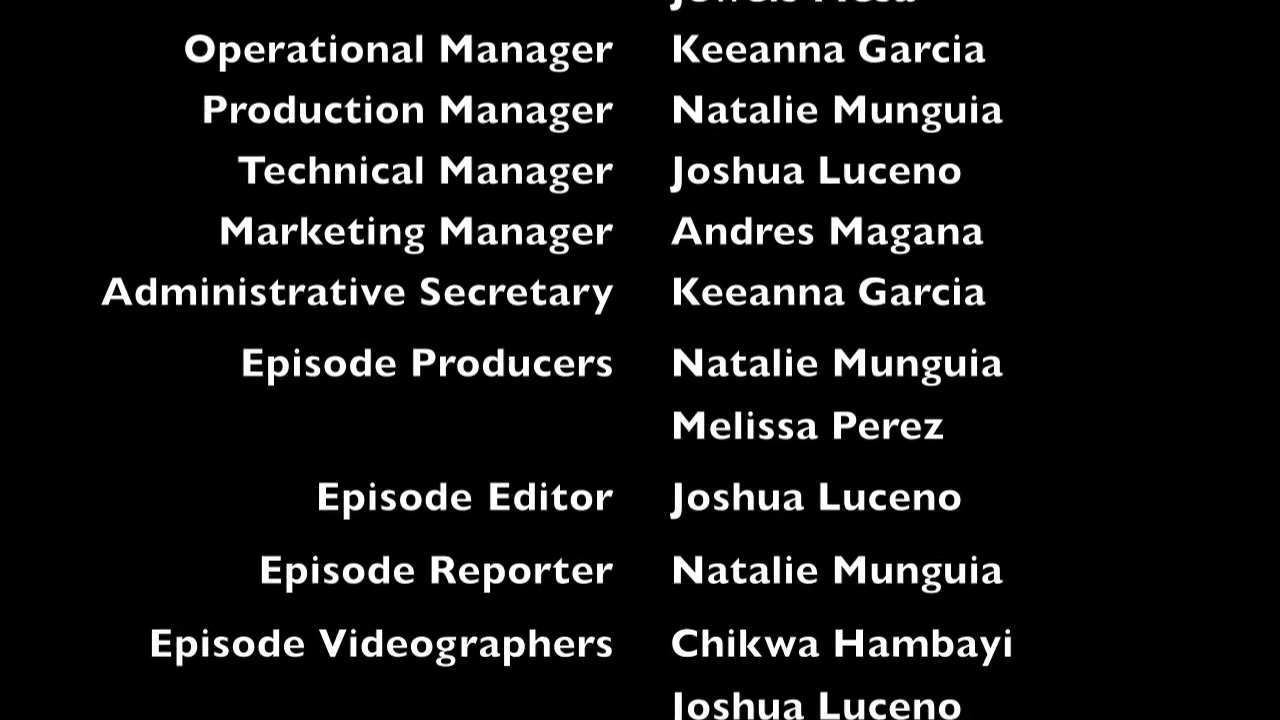 Operational Manager Keeanna Garcia
Production Manager Natalie Munguia
Technical Manager Joshua Luceno
Marketing Manager Andres Magana
Administrative Secretary Keeanna Garcia
Episode Producers Natalie Munguia
Melissa Perez
Episode Editor Joshua Luceno
Episode Reporter Natalie Munguia
Episode Videographers Chikwa Hambayi
Joshua Luceno